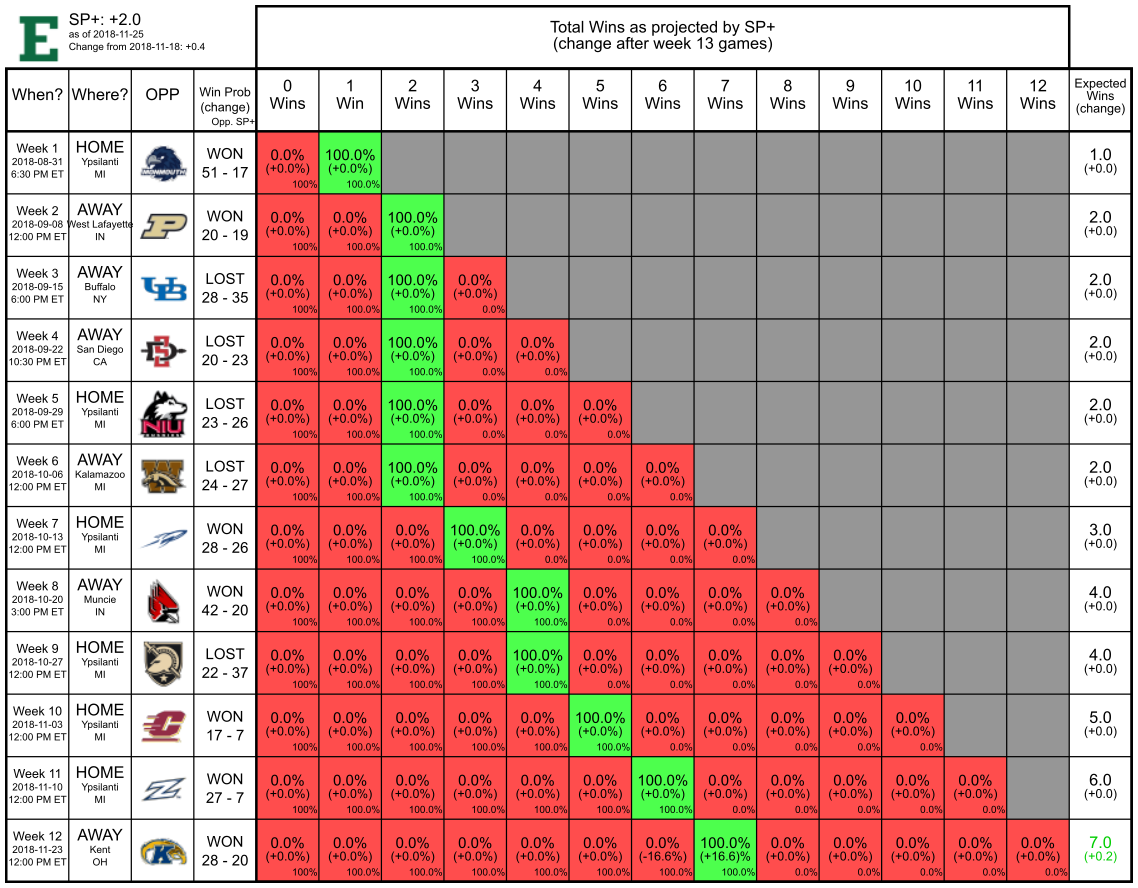 E
SP+: +2.0
as of 2018-11-25
Change from 2018-11-18: +0.4
Total Wins as projected by SP+
(change after week 13 games)
When? Where? OPP Win Prob
(change)
Opp. SP+
0 Wins
1 Win
2 Wins
3 Wins
4 Wins
5 Wins
6 Wins
7 Wins
8 Wins
9 Wins
10 Wins
11 Wins
12 Wins
Expected
Wins
(change)
Week 1 HOME WON 0.0% 100.0% 1.0
2018-08-31 Ypsilanti MONMOUTH 51 - 17 (+0.0%) (+0.0%) (+0.0)
6:30 PM ET MI 100% 100.0%
Week 2 AWAY P WON 0.0% 0.0% 100.0% 2.0
2018-09-08 West Lafayette 20 - 19 (+0.0%) (+0.0%) (+0.0%) (+0.0)
12:00 PM ET IN 100% 100.0% 100.0%
Week 3 AWAY UB LOST 0.0% 0.0% 100.0% 0.0% 2.0
2018-09-15 Buffalo 28 - 35 (+0.0%) (+0.0%) (+0.0%) (+0.0%) (+0.0)
6:00 PM ET NY 100% 100.0% 100.0% 0.0%
Week 4 AWAY SD LOST 0.0% 0.0% 100.0% 0.0% 0.0% 2.0
2018-09-22 San Diego 20 - 23 (+0.0%) (+0.0%) (+0.0%) (+0.0%) (+0.0%) (+0.0)
10:30 PM ET CA 100% 100.0% 100.0% 0.0% 0.0%
Week 5 HOME NIU LOST 0.0% 0.0% 100.0% 0.0% 0.0% 0.0% 2.0
2018-09-29 Ypsilanti 23 - 26 (+0.0%) (+0.0%) (+0.0%) (+0.0%) (+0.0%) (+0.0%) (+0.0)
6:00 PM ET MI 100% 100.0% 100.0% 0.0% 0.0% 0.0%
Week 6 AWAY W LOST 0.0% 0.0% 100.0% 0.0% 0.0% 0.0% 0.0% 2.0
2018-10-06 Kalamazoo 24 - 27 (+0.0%) (+0.0%) (+0.0%) (+0.0%) (+0.0%) (+0.0%) (+0.0%) (+0.0)
12:00 PM ET MI 100% 100.0% 100.0% 0.0% 0.0% 0.0% 0.0%
Week 7 HOME WON 0.0% 0.0% 0.0% 100.0% 0.0% 0.0% 0.0% 0.0% 3.0
2018-10-13 Ypsilanti 28 - 26 (+0.0%) (+0.0%) (+0.0%) (+0.0%) (+0.0%) (+0.0%) (+0.0%) (+0.0%) (+0.0)
12:00 PM ET MI 100% 100.0% 100.0% 100.0% 0.0% 0.0% 0.0% 0.0%
Week 8 AWAY WON 0.0% 0.0% 0.0% 0.0% 100.0% 0.0% 0.0% 0.0% 0.0% 4.0
2018-10-20 Muncie 42 - 20 (+0.0%) (+0.0%) (+0.0%) (+0.0%) (+0.0%) (+0.0%) (+0.0%) (+0.0%) (+0.0%) (+0.0)
3:00 PM ET IN 100% 100.0% 100.0% 100.0% 100.0% 0.0% 0.0% 0.0% 0.0%
Week 9 HOME LOST 0.0% 0.0% 0.0% 0.0% 100.0% 0.0% 0.0% 0.0% 0.0% 0.0% 4.0
2018-10-27 Ypsilanti 22 - 37 (+0.0%) (+0.0%) (+0.0%) (+0.0%) (+0.0%) (+0.0%) (+0.0%) (+0.0%) (+0.0%) (+0.0%) (+0.0)
12:00 PM ET MI 100% 100.0% 100.0% 100.0% 100.0% 0.0% 0.0% 0.0% 0.0% 0.0%
Week 10 HOME C WON 0.0% 0.0% 0.0% 0.0% 0.0% 100.0% 0.0% 0.0% 0.0% 0.0% 0.0% 5.0
2018-11-03 Ypsilanti 17 - 7 (+0.0%) (+0.0%) (+0.0%) (+0.0%) (+0.0%) (+0.0%) (+0.0%) (+0.0%) (+0.0%) (+0.0%) (+0.0%) (+0.0)
12:00 PM ET MI 100% 100.0% 100.0% 100.0% 100.0% 100.0% 0.0% 0.0% 0.0% 0.0% 0.0%
Week 11 HOME Z WON 0.0% 0.0% 0.0% 0.0% 0.0% 0.0% 100.0% 0.0% 0.0% 0.0% 0.0% 0.0% 6.0
2018-11-10 Ypsilanti 27 - 7 (+0.0%) (+0.0%) (+0.0%) (+0.0%) (+0.0%) (+0.0%) (+0.0%) (+0.0%) (+0.0%) (+0.0%) (+0.0%) (+0.0%) (+0.0)
12:00 PM ET MI 100% 100.0% 100.0% 100.0% 100.0% 100.0% 100.0% 0.0% 0.0% 0.0% 0.0% 0.0%
Week 12 AWAY K WON 0.0% 0.0% 0.0% 0.0% 0.0% 0.0% 0.0% 100.0% 0.0% 0.0% 0.0% 0.0% 0.0% 7.0
2018-11-23 Kent 28 - 20 (+0.0%) (+0.0%) (+0.0%) (+0.0%) (+0.0%) (+0.0%) (-16.6%) (+16.6)% (+0.0%) (+0.0%) (+0.0%) (+0.0%) (+0.0%) (+0.2)
12:00 PM ET OH 100% 100.0% 100.0% 100.0% 100.0% 100.0% 100.0% 100.0% 0.0% 0.0% 0.0% 0.0% 0.0%